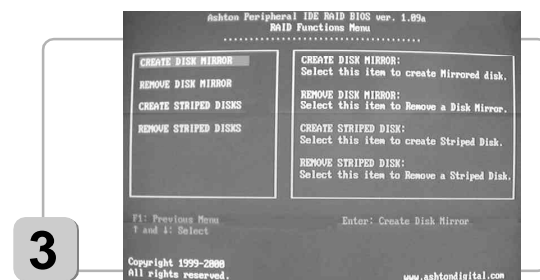 Ashton Peripheral IDE RAID BIOS ver. 1.09a
RAID Functions Menu
CREATE DISK MIRROR
REMOVE DISK MIRROR
CREATE STRIPED DISKS
REMOVE STRIPED DISKS
CREATE DISK MIRROR:
Select this item to create Mirrored disk.
REMOVE DISK MIRROR:
Select this item to Remove a Disk Mirror.
CREATE STRIPED DISK:
Select this item to create Striped Disk.
REMOVE STRIPED DISK:
Select this item to Remove a Striped Disk.
F1: Previous Menu
↑ and ↓: Select
Enter: Create Disk Mirror
3
Copyright 1999-2000
All rights reserved.
www.ashtondigital.com